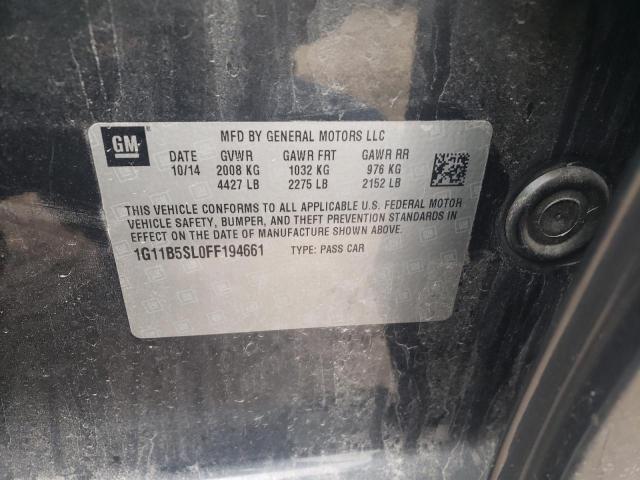 GM
MFD BY GENERAL MOTORS LLC
DATE GVWR GAWR FRT GAWR RR
10/14 2008 KG 1032 KG 976 KG
4427 LB 2275 LB 2152 LB
THIS VEHICLE CONFORMS TO ALL APPLICABLE U.S. FEDERAL MOTOR
VEHICLE SAFETY, BUMPER, AND THEFT PREVENTION STANDARDS IN
EFFECT ON THE DATE OF MANUFACTURE SHOWN ABOVE.
1G11B5SL0FF194661 TYPE: PASS CAR